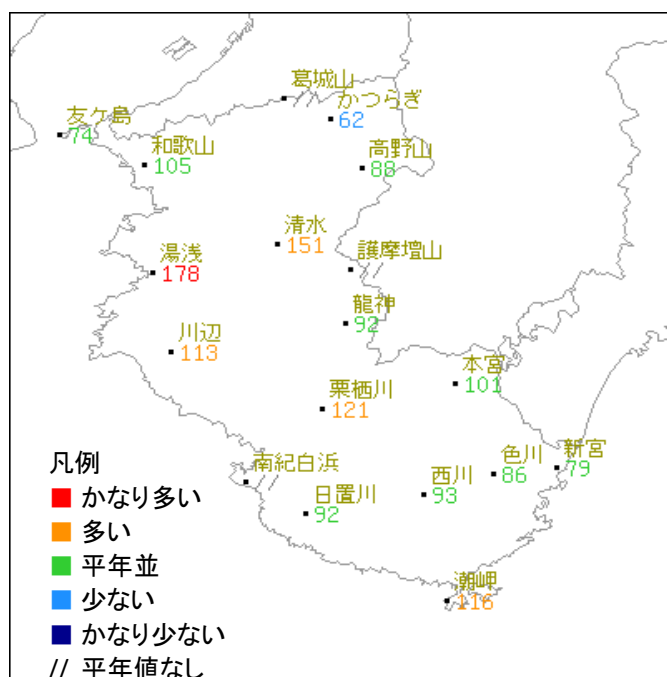 葛城山
//
かつらぎ
62
友ケ島
74
和歌山
105
高野山
88
清水
151
護摩壇山
//
湯浅
178
龍神
92
川辺
113
本宮
101
栗栖川
121
新宮
79
色川
86
南紀白浜
//
西川
93
日置川
92
潮岬
116
凡例
かなり多い
多い
平年並
少ない
かなり少ない
// 平年値なし